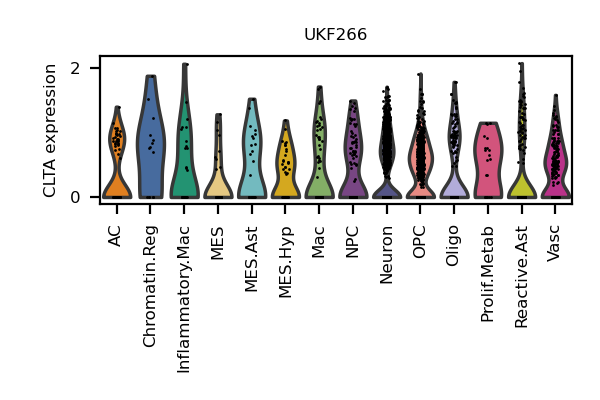 UKF266
CLTA expression
2
0
AC
Chromatin.Reg
Inflammatory.Mac
MES
MES.Ast
MES.Hyp
Mac
NPC
Neuron
OPC
Oligo
Prolif.Metab
Reactive.Ast
Vasc